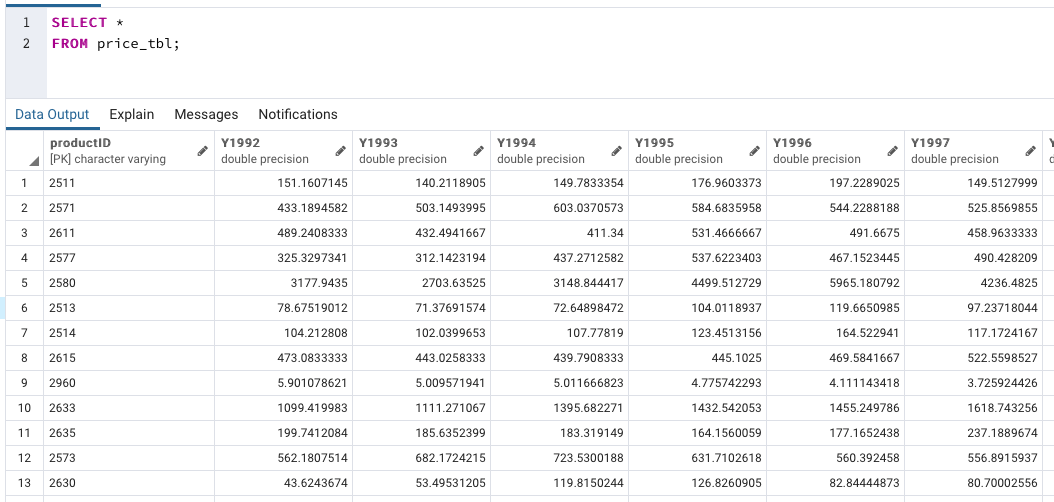 1 SELECT *
2 FROM price_tbl;
Data Output Explain Messages Notifications
productID Y1992 Y1993 Y1994 Y1995 Y1996 Y1997
[PK] character varying double precision double precision double precision double precision double precision double precision
1 2511 151.1607145 140.2118905 149.7833354 176.9603373 197.2289025 149.5127999
2 2571 433.1894582 503.1493995 603.0370573 584.6835958 544.2288188 525.8569855
3 2611 489.2408333 432.4941667 411.34 531.4666667 491.6675 458.9633333
4 2577 325.3297341 312.1423194 437.2712582 537.6223403 467.1523445 490.428209
5 2580 3177.9435 2703.63525 3148.844417 4499.512729 5965.180792 4236.4825
6 2513 78.67519012 71.37691574 72.64898472 104.0118937 119.6650985 97.23718044
7 2514 104.212808 102.0399653 107.77819 123.4513156 164.522941 117.1724167
8 2615 473.0833333 443.0258333 439.7908333 445.1025 469.5841667 522.5598527
9 2960 5.901078621 5.009571941 5.011666823 4.775742293 4.111143418 3.725924426
10 2633 1099.419983 1111.271067 1395.682271 1432.542053 1455.249786 1618.743256
11 2635 199.7412084 185.6352399 183.319149 164.1560059 177.1652438 237.1889674
12 2573 562.1807514 682.1724215 723.5300188 631.7102618 560.392458 556.8915937
13 2630 43.6243674 53.49531205 119.8150244 126.8260905 82.84444873 80.70002556